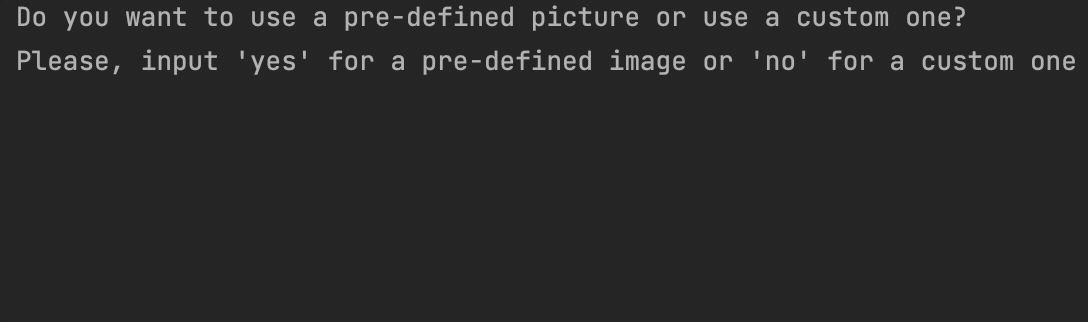 Do you want to use a pre-defined picture or use a custom one?
Please, input 'yes' for a pre-defined image or 'no' for a custom one